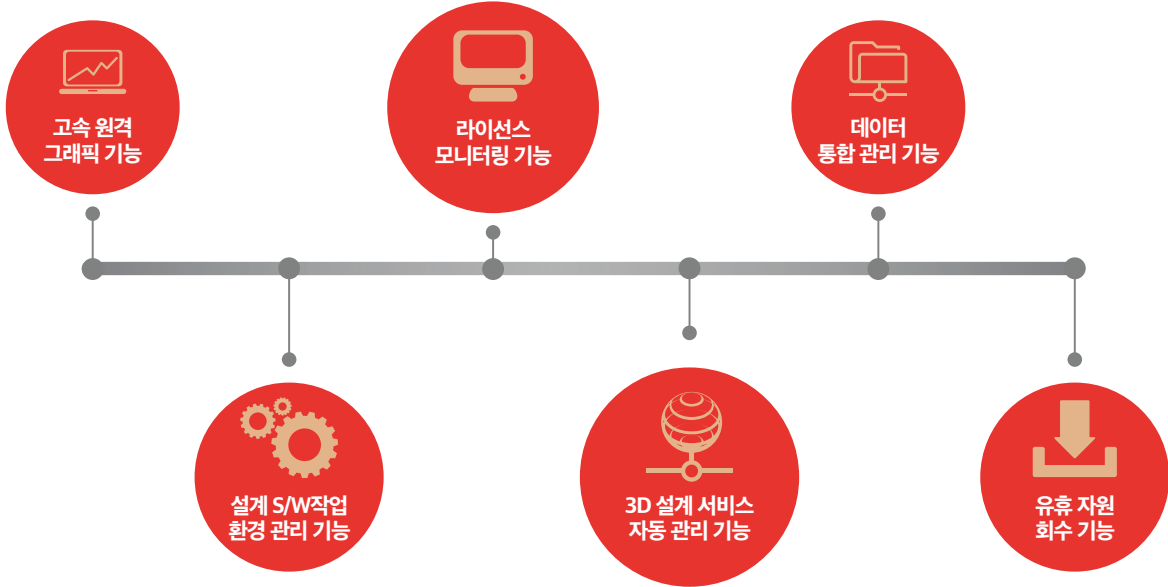 고속 원격
그래픽 기능
라이선스
모니터링 기능
데이터
통합 관리 기능
설계 S/W작업
환경 관리 기능
3D 설계 서비스
자동 관리 기능
유휴 자원
회수 기능